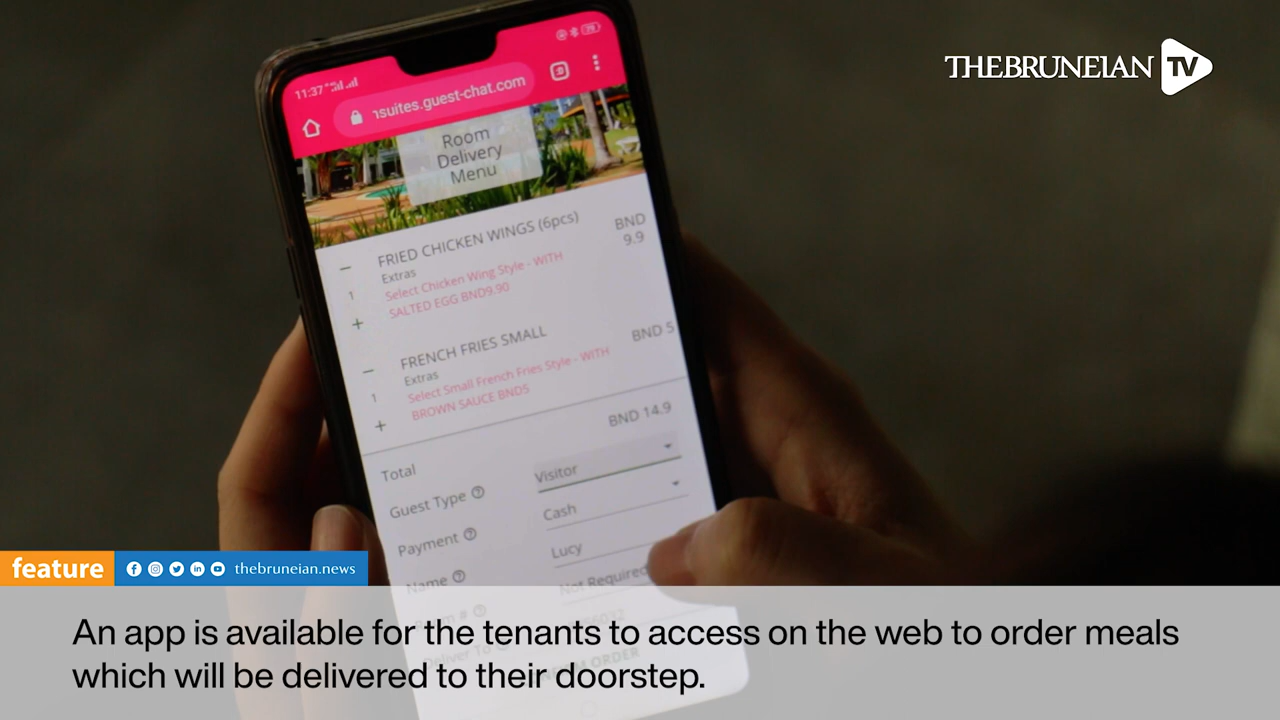 THEBRUNEIAN TV
11:37
nsuites.guest-chat.com
Room
Delivery
Menu
FRIED CHICKEN WINGS (6pcs)
BND
9.9
Extras
Select Chicken Wing Style - WITH
SALTED EGG BND9.90
1
FRENCH FRIES SMALL
BND 5
Extras
Select Small French Fries Style - WITH
BROWN SAUCE BND5
1
BND 14.9
Total
Guest Type
Visitor
Payment
Cash
Name
Lucy
Not Required
Deliver To
ORDER
feature
thebruneian.news
An app is available for the tenants to access on the web to order meals
which will be delivered to their doorstep.